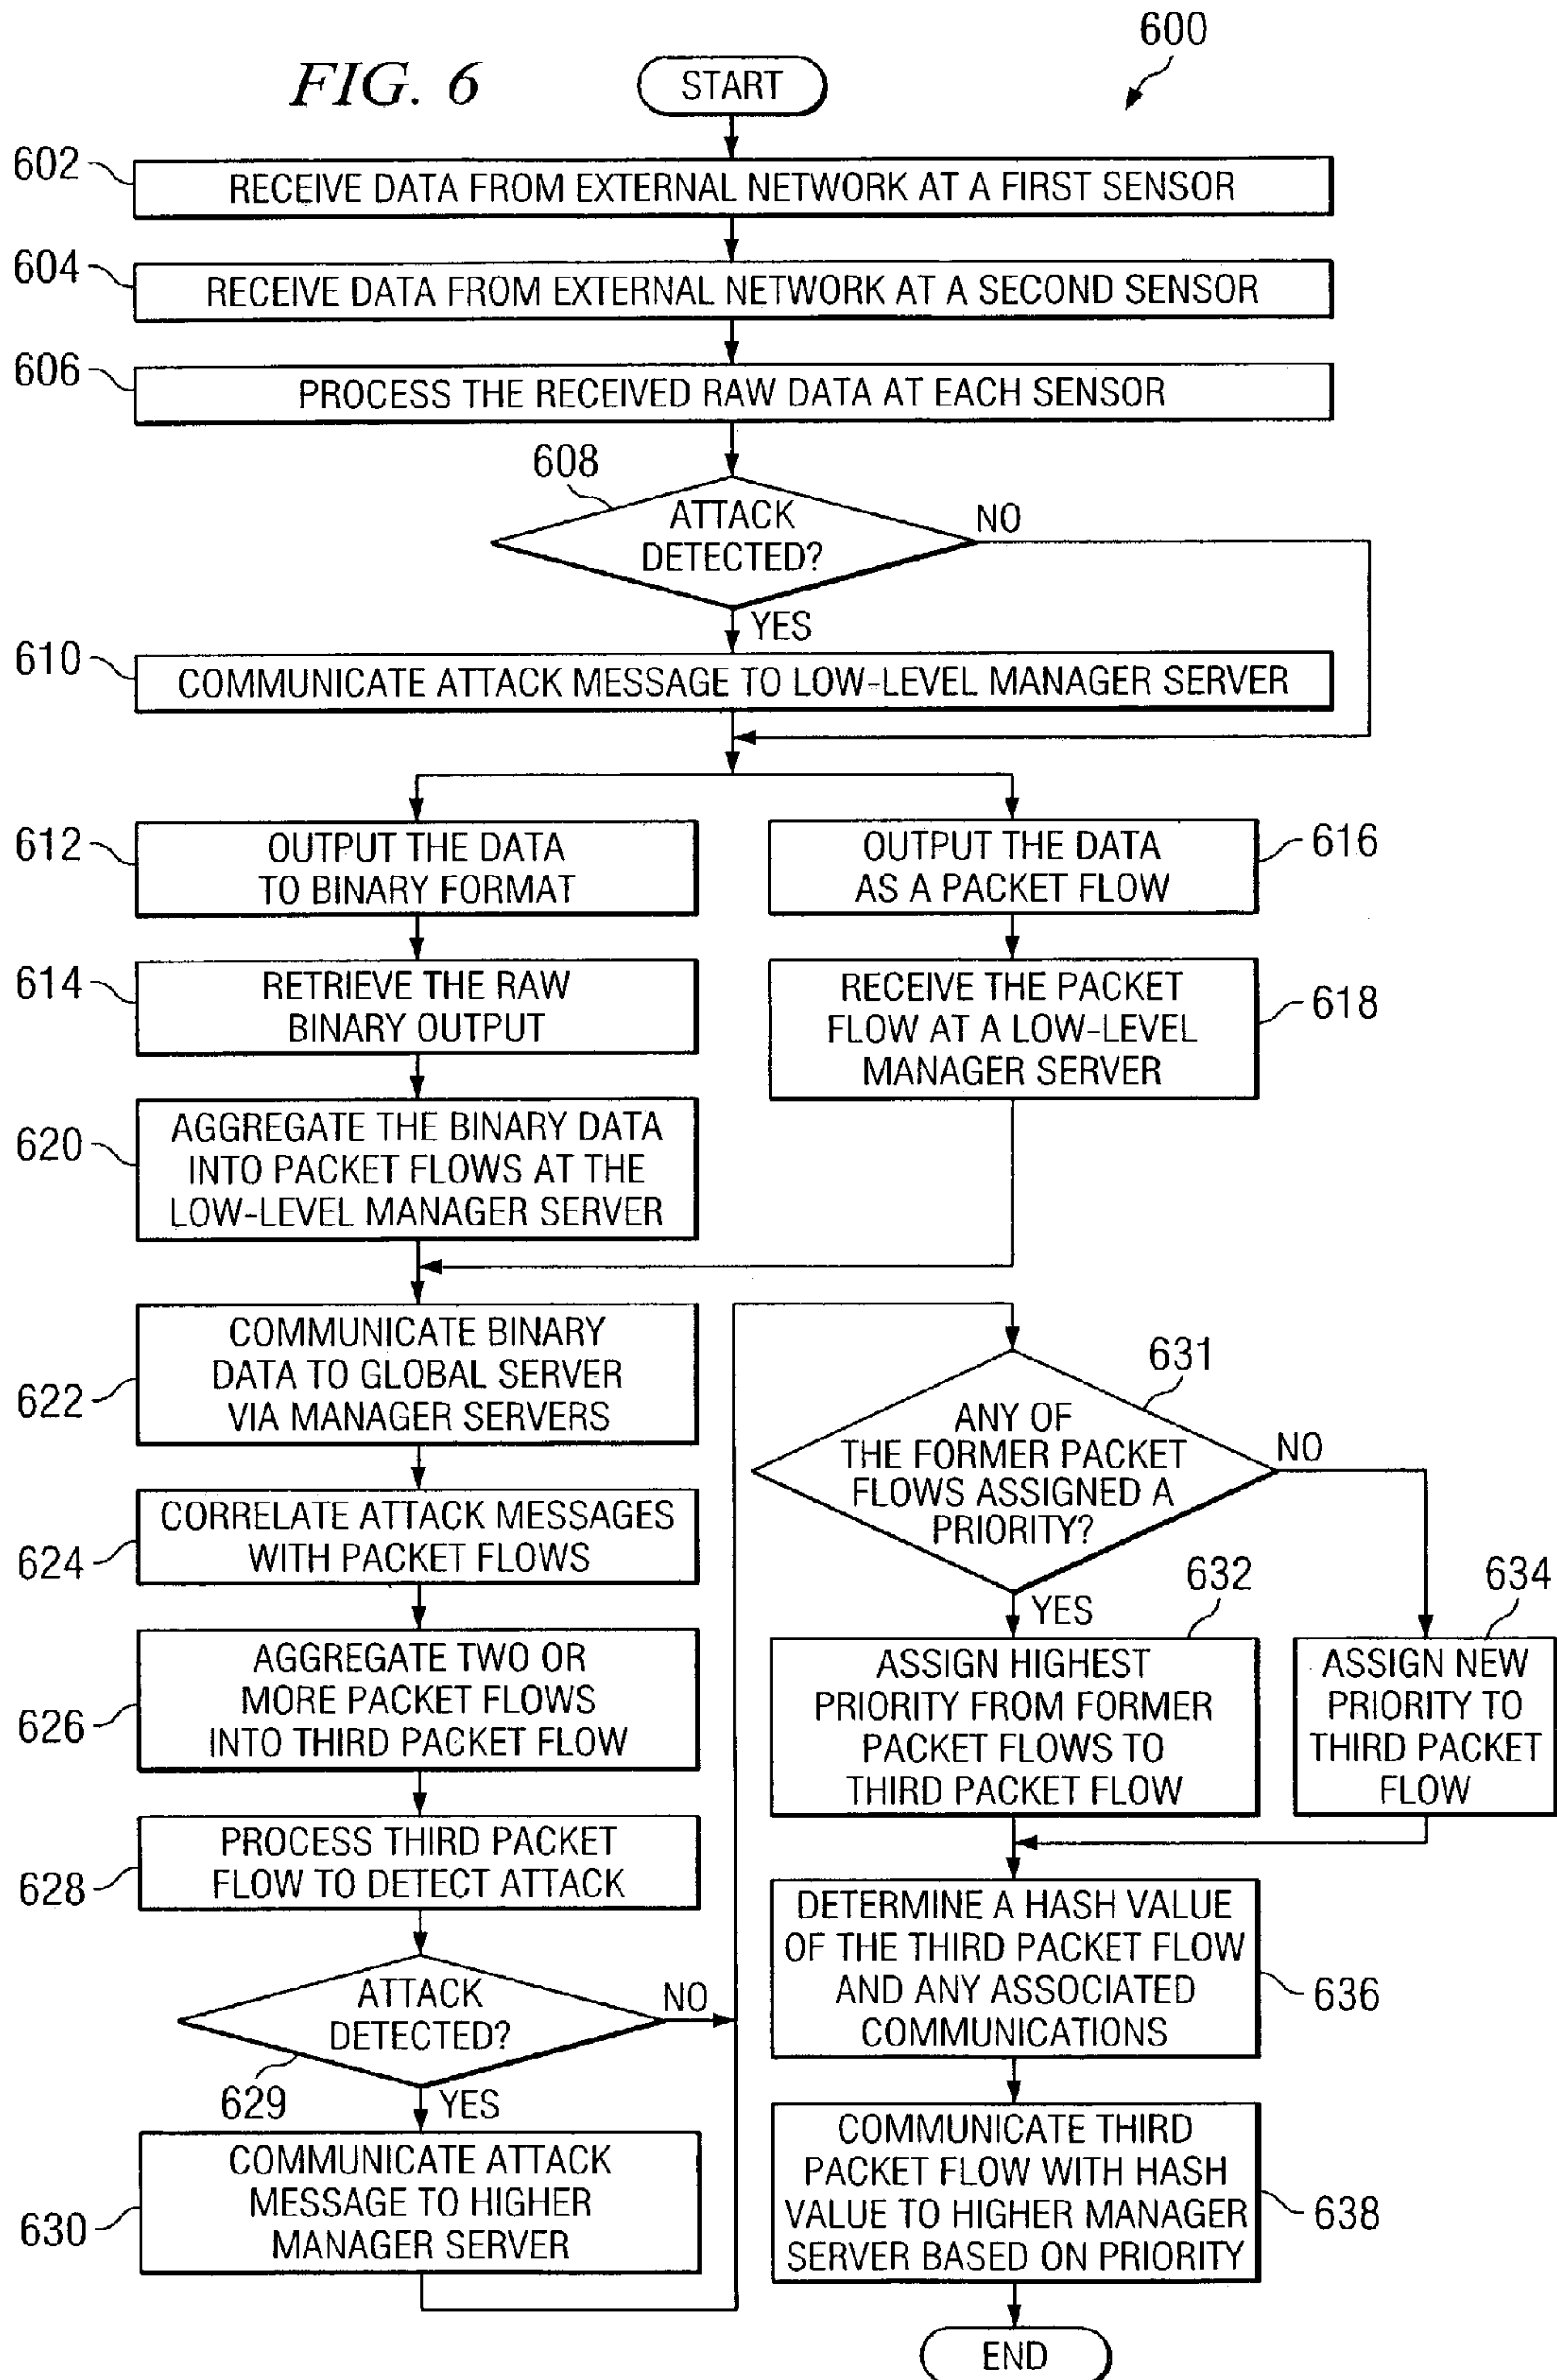 FIG. 6
600
START
602
RECEIVE DATA FROM EXTERNAL NETWORK AT A FIRST SENSOR
604
RECEIVE DATA FROM EXTERNAL NETWORK AT A SECOND SENSOR
606
PROCESS THE RECEIVED RAW DATA AT EACH SENSOR
608
ATTACK
DETECTED?
NO
YES
610
COMMUNICATE ATTACK MESSAGE TO LOW-LEVEL MANAGER SERVER
612
OUTPUT THE DATA
TO BINARY FORMAT
614
RETRIEVE THE RAW
BINARY OUTPUT
620
AGGREGATE THE BINARY DATA
INTO PACKET FLOWS AT THE
LOW-LEVEL MANAGER SERVER
616
OUTPUT THE DATA
AS A PACKET FLOW
618
RECEIVE THE PACKET
FLOW AT A LOW-LEVEL
MANAGER SERVER
622
COMMUNICATE BINARY
DATA TO GLOBAL SERVER
VIA MANAGER SERVERS
624
CORRELATE ATTACK MESSAGES
WITH PACKET FLOWS
626
AGGREGATE TWO OR
MORE PACKET FLOWS
INTO THIRD PACKET FLOW
628
PROCESS THIRD PACKET
FLOW TO DETECT ATTACK
ATTACK
DETECTED?
NO
629
YES
630
COMMUNICATE ATTACK
MESSAGE TO HIGHER
MANAGER SERVER
631
ANY OF
THE FORMER PACKET
FLOWS ASSIGNED A
PRIORITY?
NO
YES
632
ASSIGN HIGHEST
PRIORITY FROM FORMER
PACKET FLOWS TO
THIRD PACKET FLOW
634
ASSIGN NEW
PRIORITY TO
THIRD PACKET
FLOW
DETERMINE A HASH VALUE
OF THE THIRD PACKET FLOW
AND ANY ASSOCIATED
COMMUNICATIONS
636
COMMUNICATE THIRD
PACKET FLOW WITH HASH
VALUE TO HIGHER MANAGER
SERVER BASED ON PRIORITY
638
END